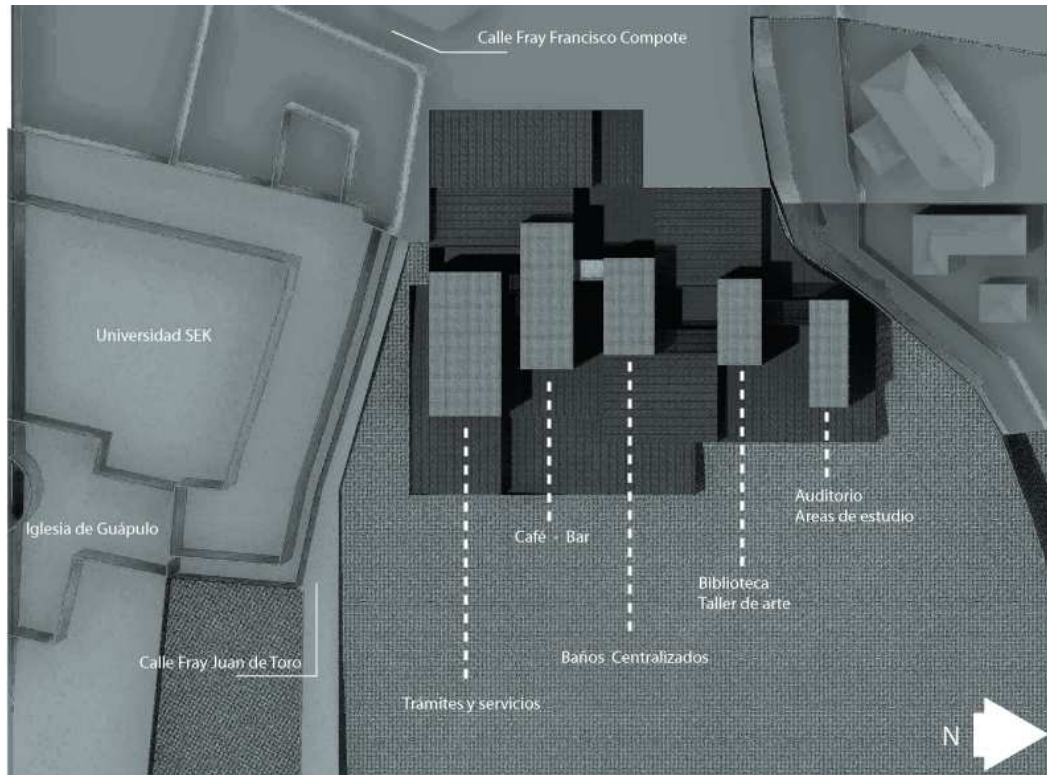 Calle Fray Francisco Compote
Universidad SEK
Iglesia de Guápulo
Calle Fray Juan de Toro
Trámites y servicios
Café - Bar
Baños Centralizados
Biblioteca
Taller de arte
Auditorio
Areas de estudio
N